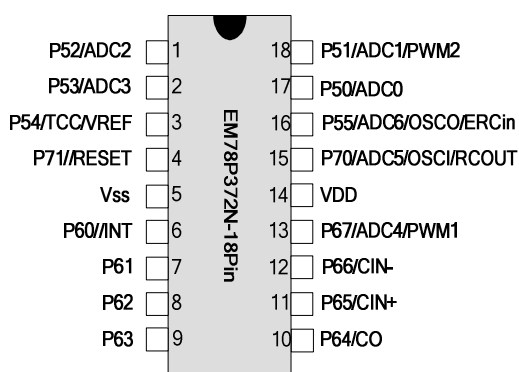 P52/ADC2 1 18 P51/ADC1/PWM2
P53/ADC3 2 17 P50/ADC0
P54/TCC/VREF 3 16 P55/ADC6/OSCO/ERCin
P71//RESET 4 15 P70/ADC5/OSCI/RCOUT
Vss 5 14 VDD
P60//INT 6 13 P67/ADC4/PWM1
P61 7 12 P66/CIN-
P62 8 11 P65/CIN+
P63 9 10 P64/CO
EM78P372N-18Pin